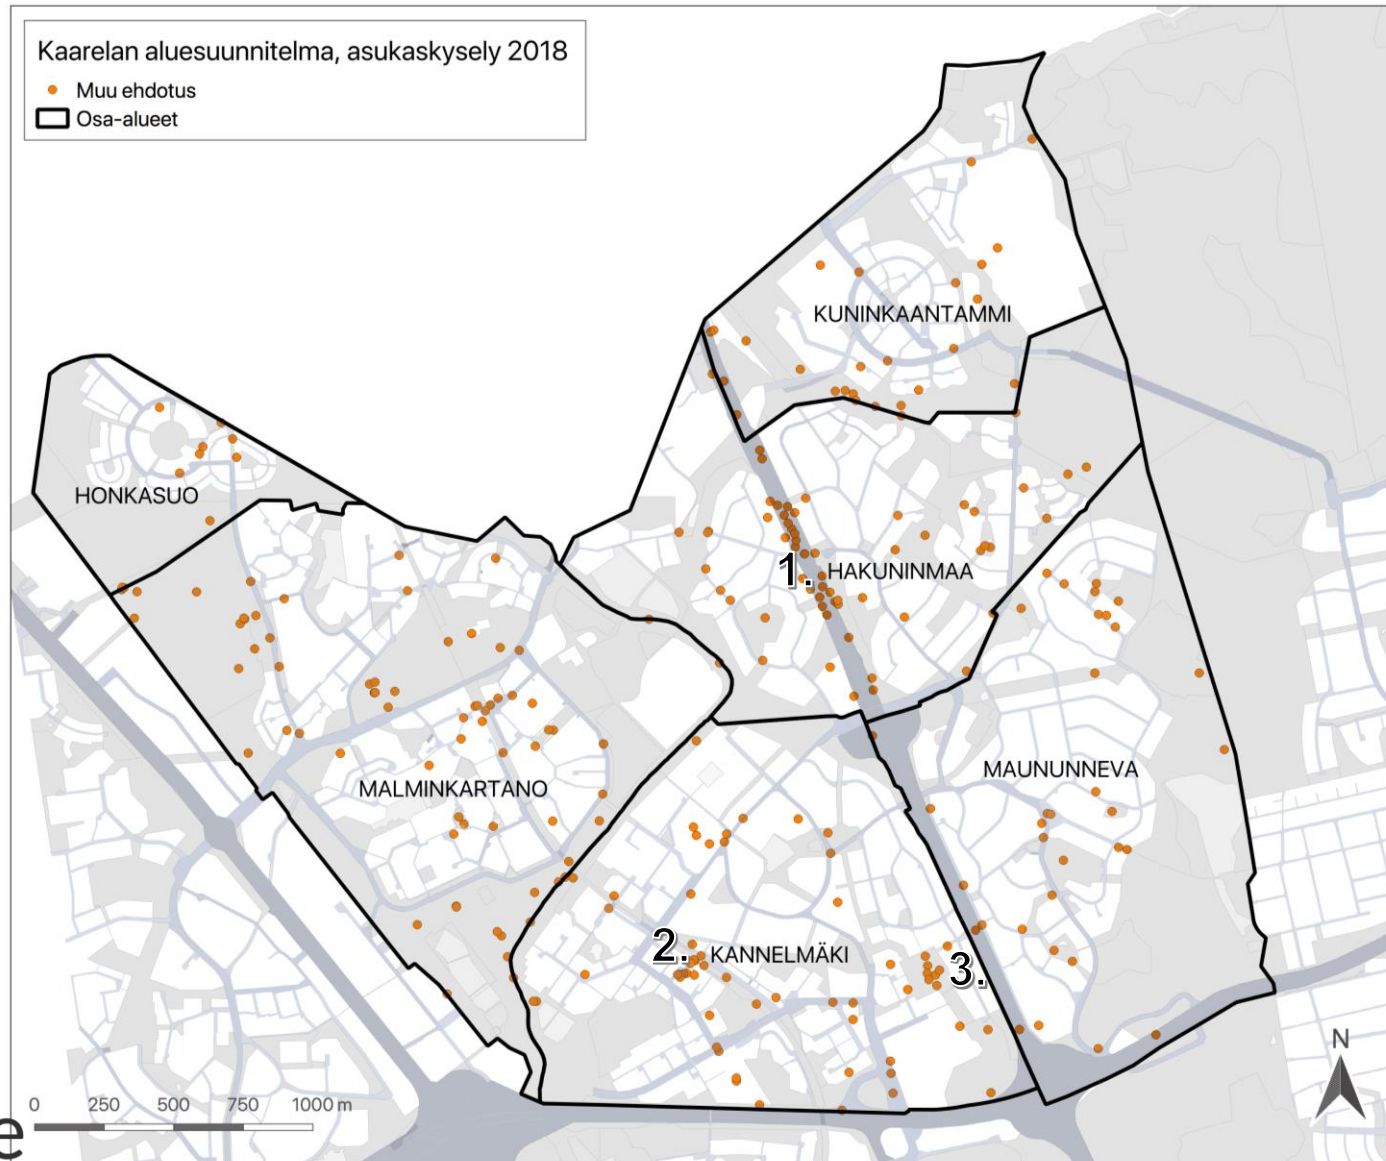 Kaarelan aluesuunnitelma, asukaskysely 2018
Muu ehdotus
Osa-alueet
KUNINKAANTAMMI
HONKASUO
1. HAKUNINMAA
MAUNUNNEVA
MALMINKARTANO
2. KANNELMÄKI
3.
N
0 250 500 750 1000 m
e